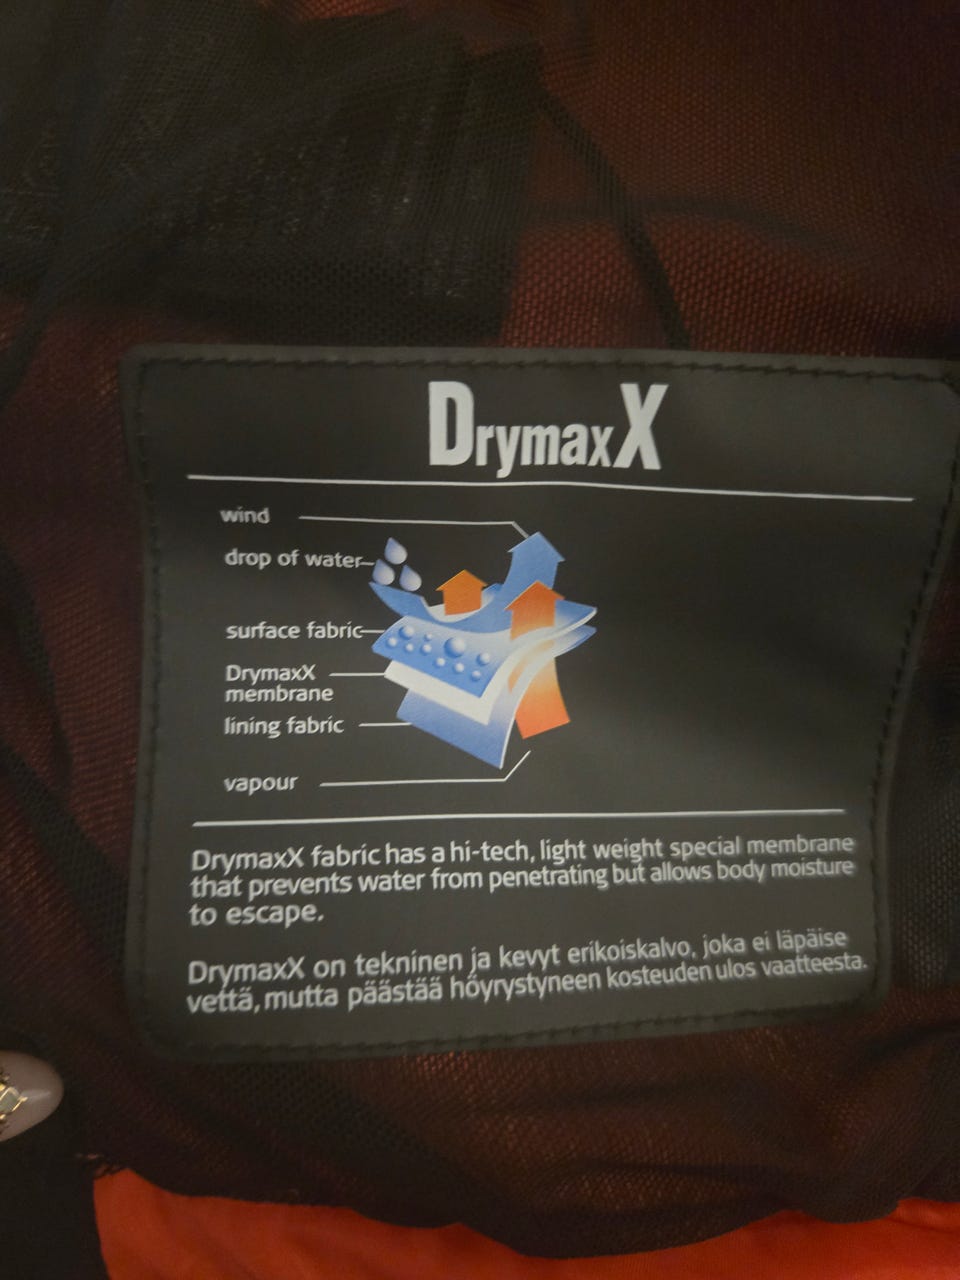 DrymaxX
wind
drop of water
surface fabric
DrymaxX
membrane
lining fabric
vapour
DrymaxX fabric has a hi-tech, light weight special membrane
that prevents water from penetrating but allows body moisture
to escape.
DrymaxX on tekninen ja kevyt erikoiskalvo, joka ei läpäise
vettä, mutta päästää höyrystyneen kosteuden ulos vaatteesta.